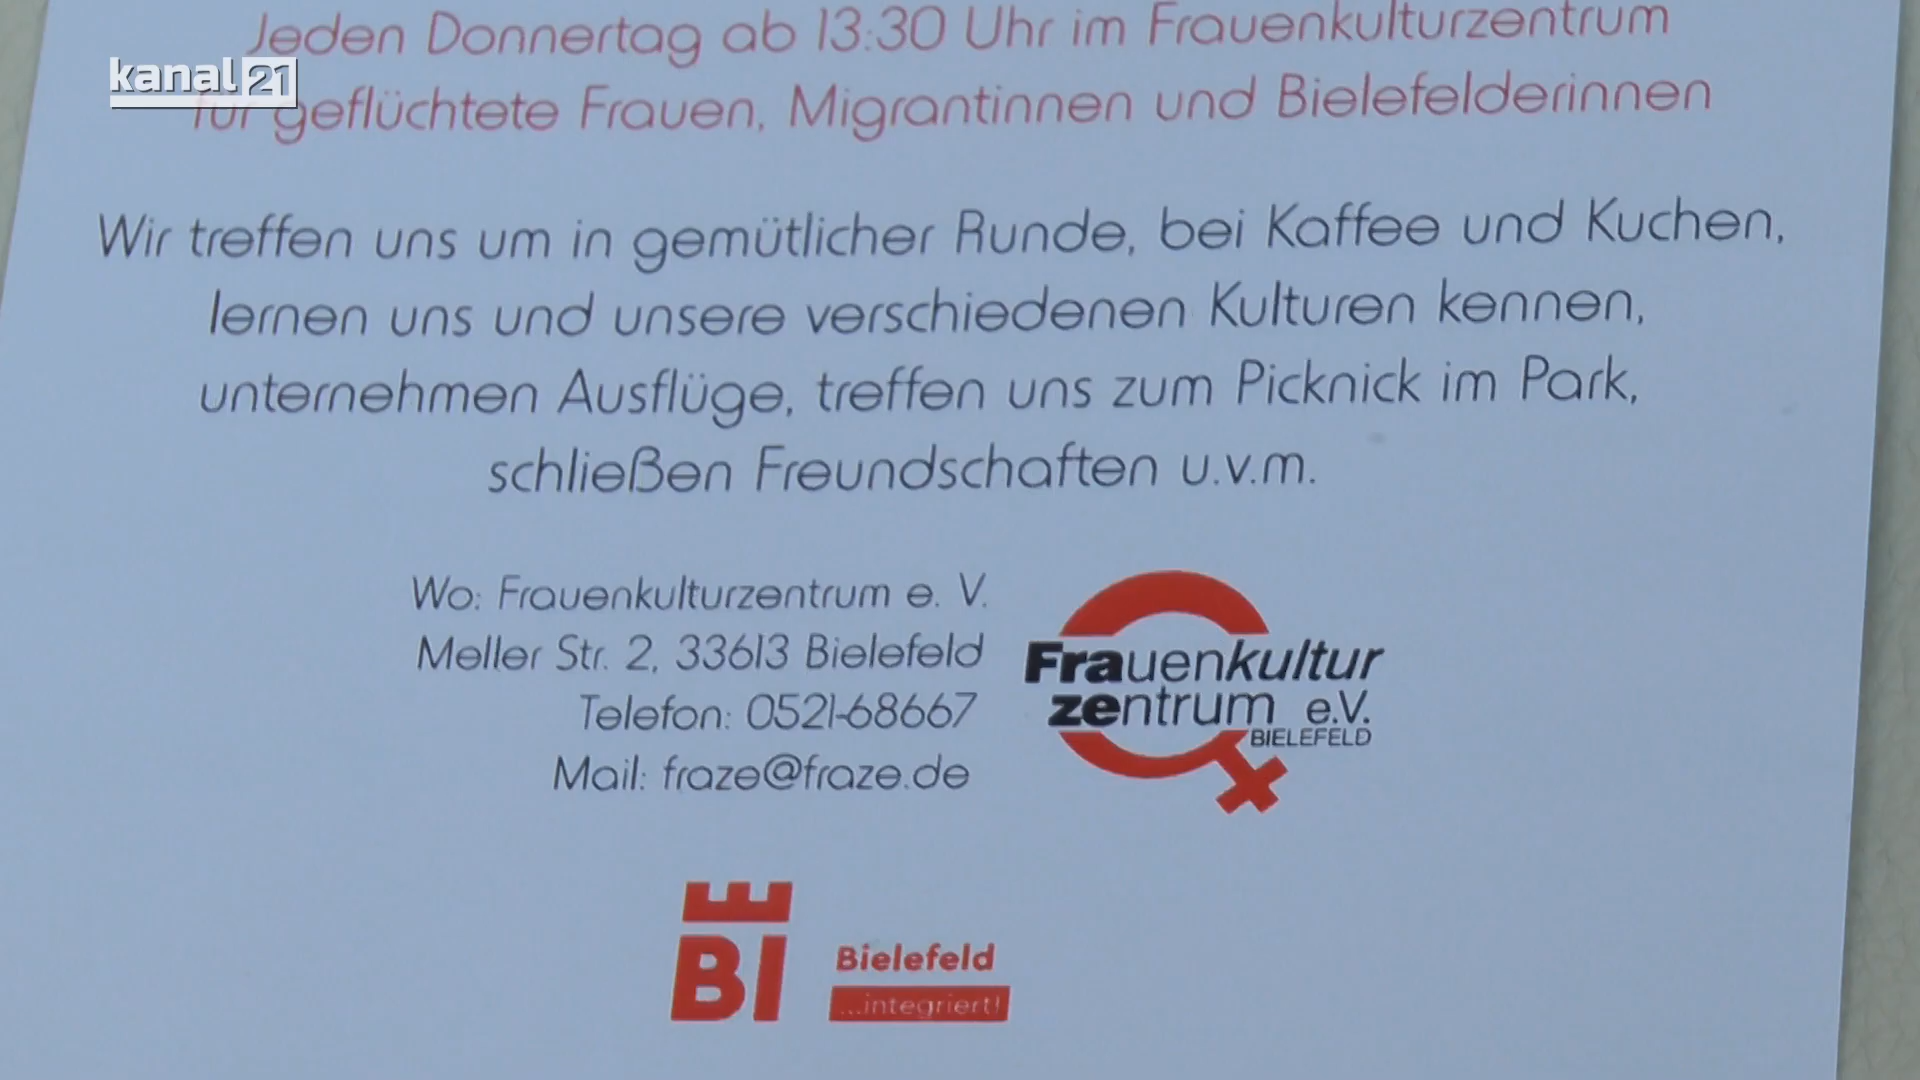 Jeden Donnertag ab 13:30 Uhr im Frauenkulturzentrum
kanal 21
für geflüchtete Frauen, Migrantinnen und Bielefelderinnen
Wir treffen uns um in gemütlicher Runde, bei Kaffee und Kuchen,
lernen uns und unsere verschiedenen Kulturen kennen,
unternehmen Ausflüge, treffen uns zum Picknick im Park,
schließen Freundschaften u.v.m.
Wo: Frauenkulturzentrum e. V.
Meller Str. 2, 33613 Bielefeld
Telefon: 0521-68667
Mail: fraze@fraze.de
Frauenkultur
zentrum e.V.
BIELEFELD
BI
Bielefeld
...integriert!